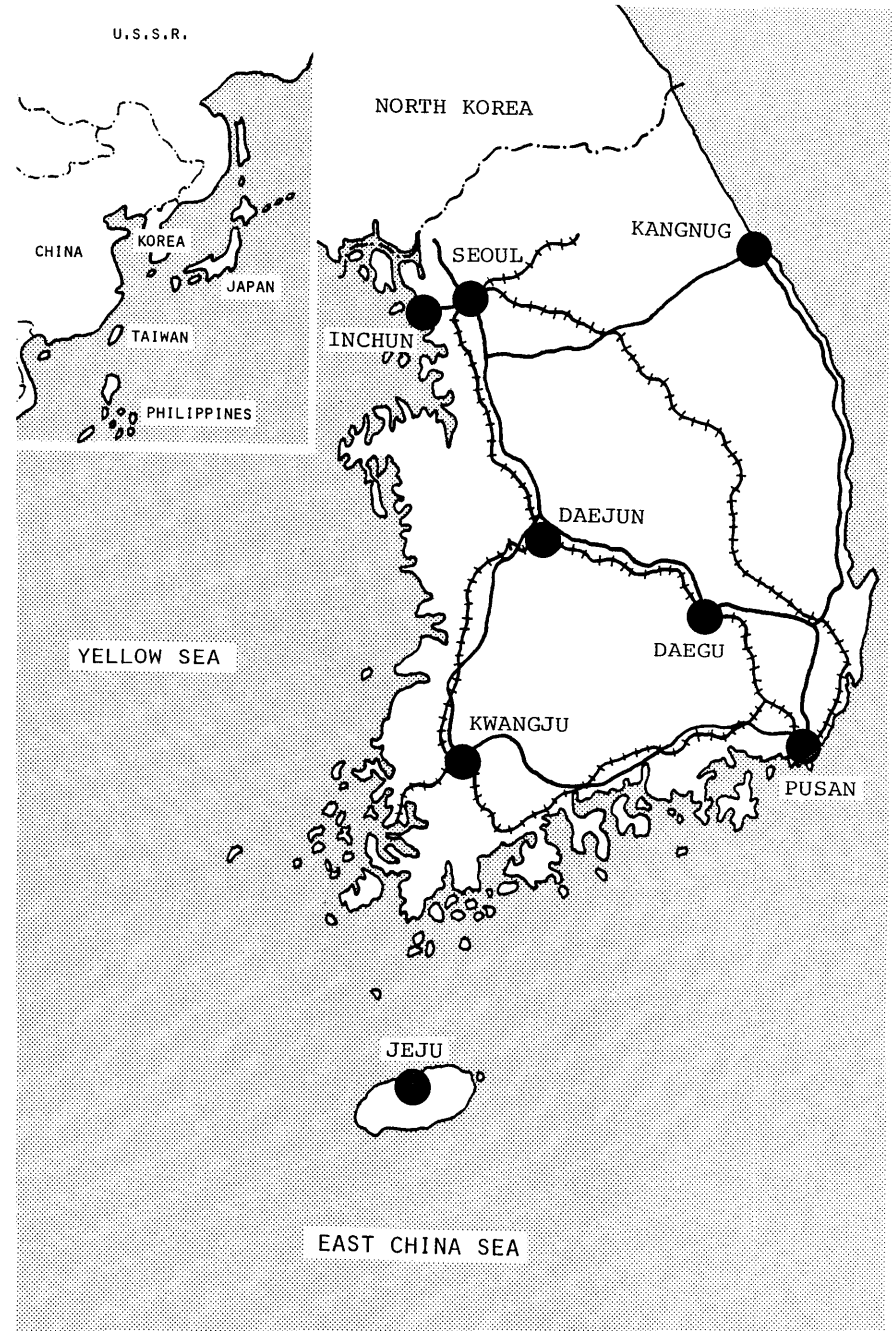 U.S.S.R.
CHINA
KOREA
JAPAN
TAIWAN
PHILIPPINES
NORTH KOREA
KANGNUG
SEOUL
INCHUN
DAEJUN
DAEGU
YELLOW SEA
KWANGJU
PUSAN
JEJU
EAST CHINA SEA